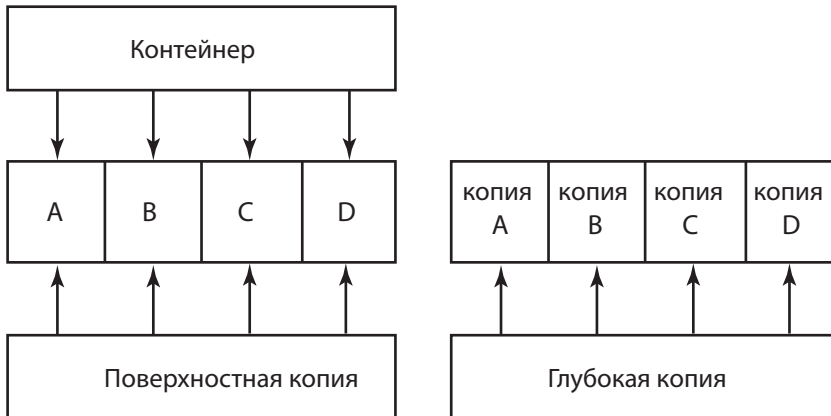 Контейнер
A B C D
копия копия копия копия
A B C D
Поверхностная копия
Глубокая копия